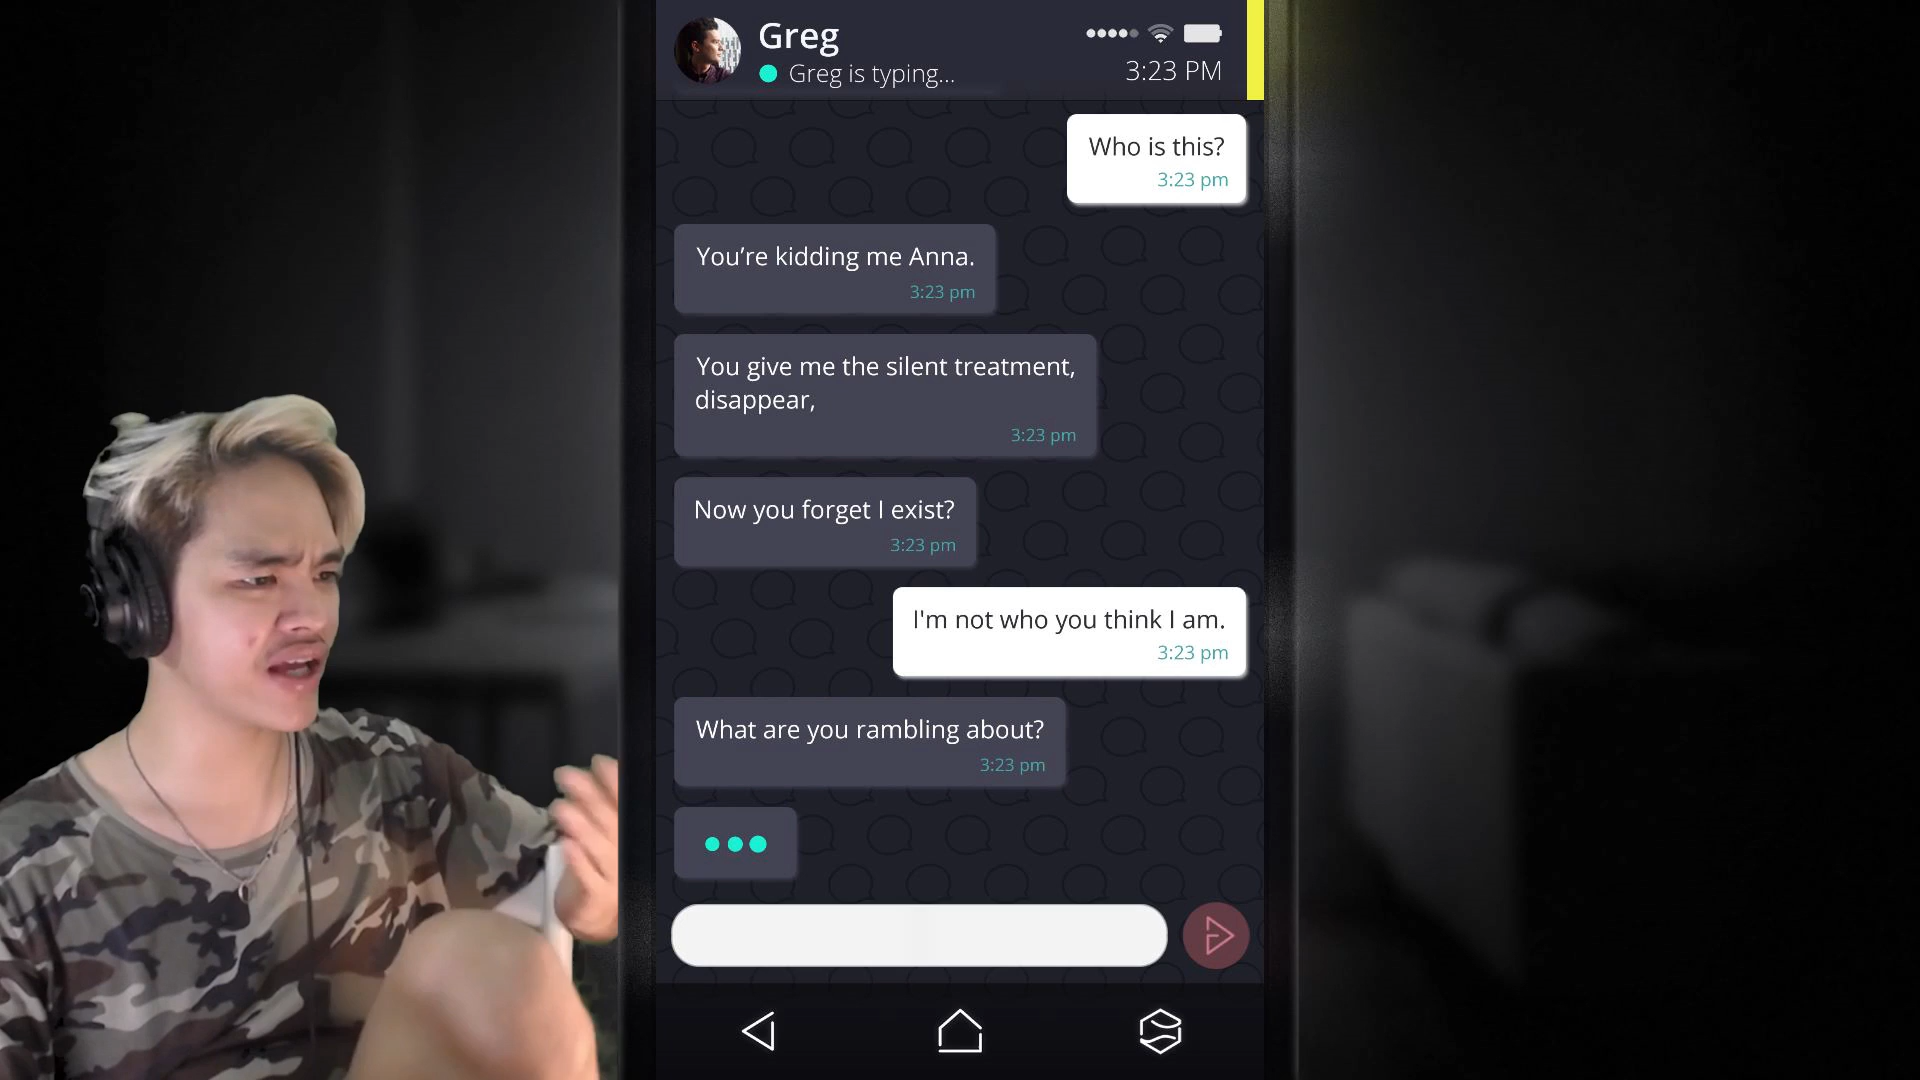 Greg
Greg is typing...
3:23 PM
Who is this?
3:23 pm
You’re kidding me Anna.
3:23 pm
You give me the silent treatment,
disappear,
3:23 pm
Now you forget I exist?
3:23 pm
I'm not who you think I am.
3:23 pm
What are you rambling about?
3:23 pm